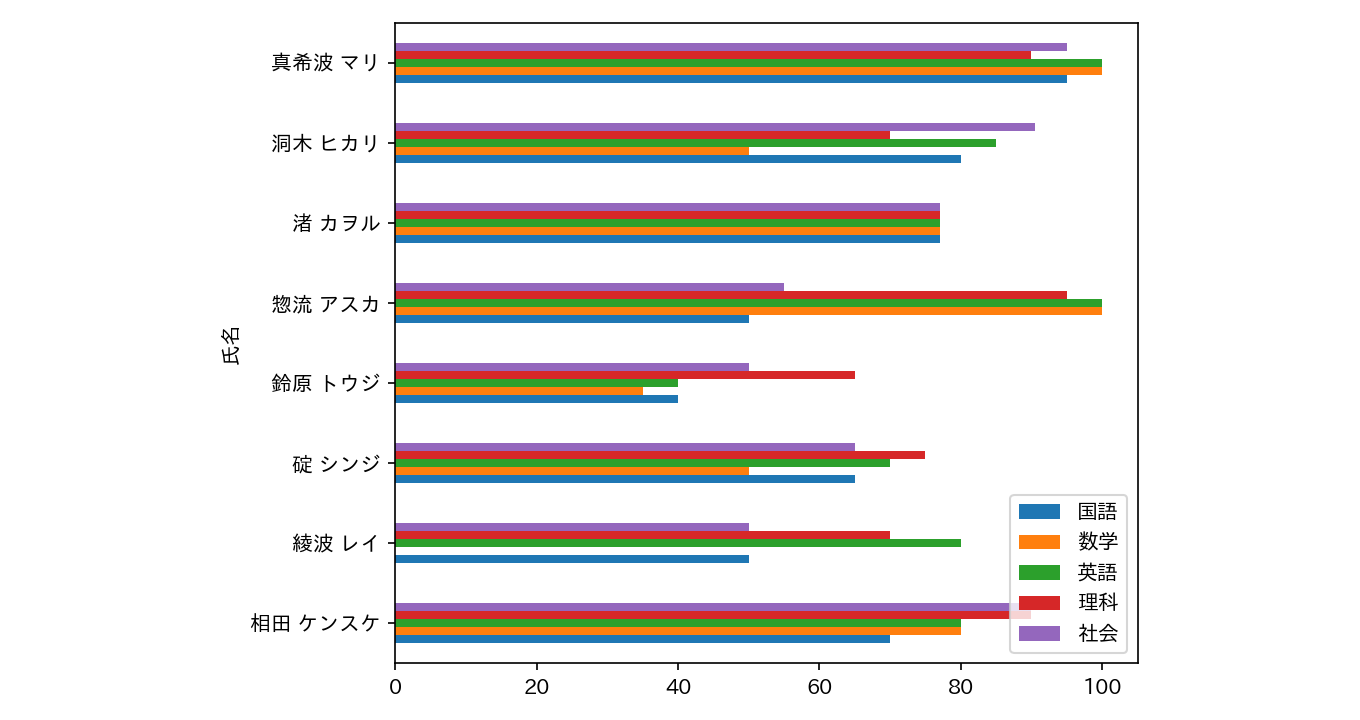 真希波 マリ
洞木 ヒカリ
渚 カヲル
惣流 アスカ
氏名
鈴原 トウジ
碇 シンジ
綾波 レイ
相田 ケンスケ
国語
数学
英語
理科
社会
0 20 40 60 80 100